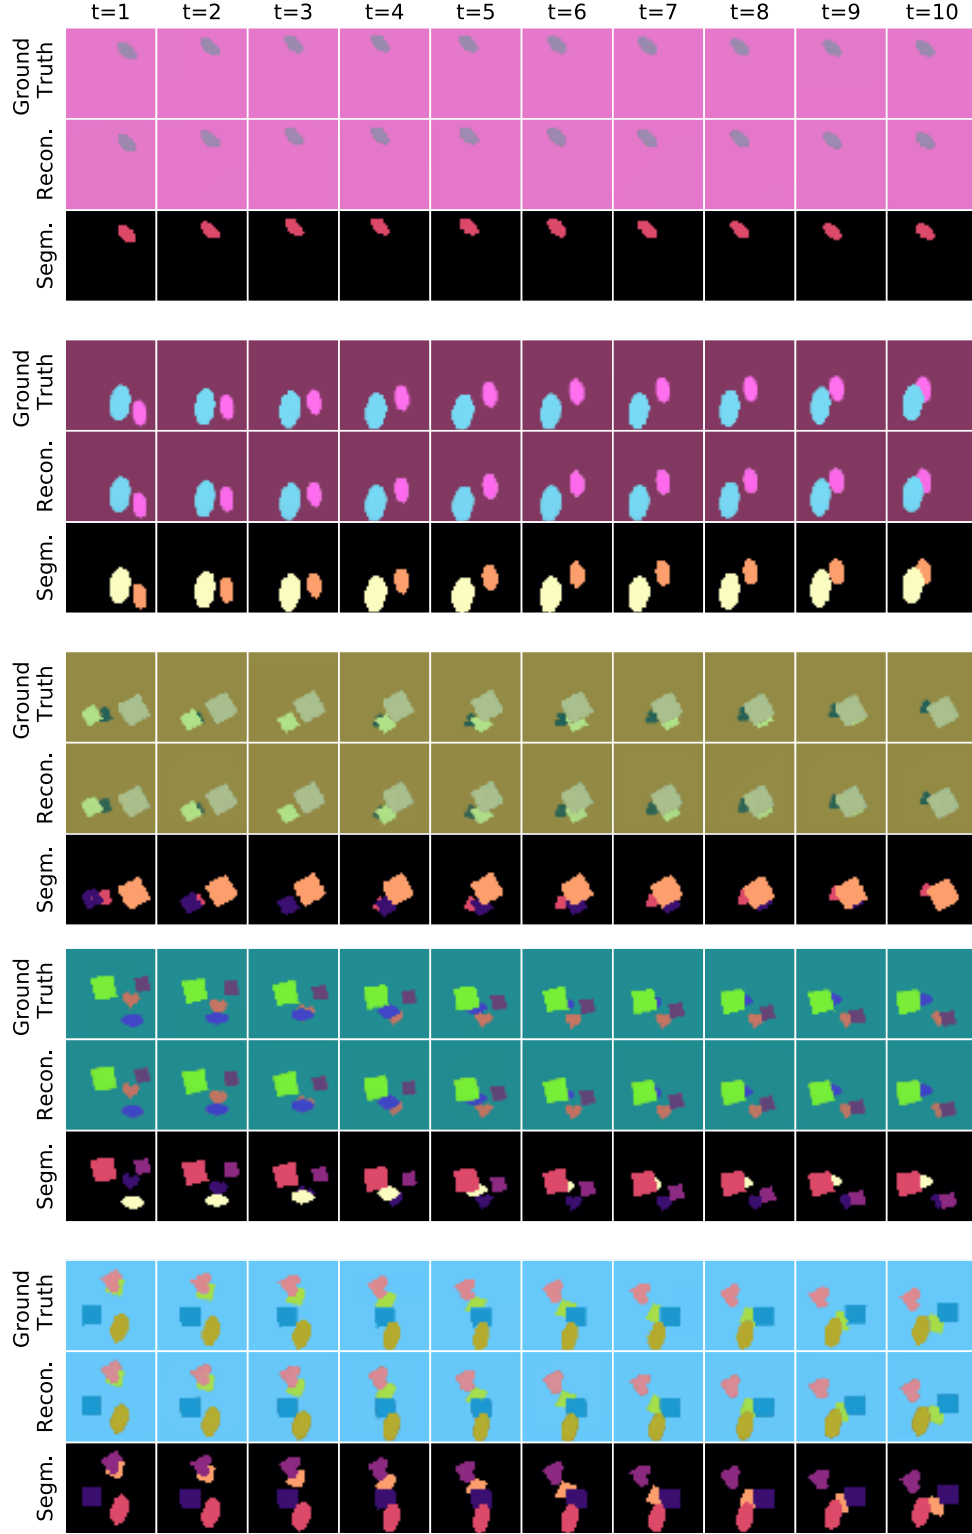 t=1 t=2 t=3 t=4 t=5 t=6 t=7 t=8 t=9 t=10
Ground
Truth
Recon.
Segm.
Ground
Truth
Recon.
Segm.
Ground
Truth
Recon.
Segm.
Ground
Truth
Recon.
Segm.
Ground
Truth
Recon.
Segm.